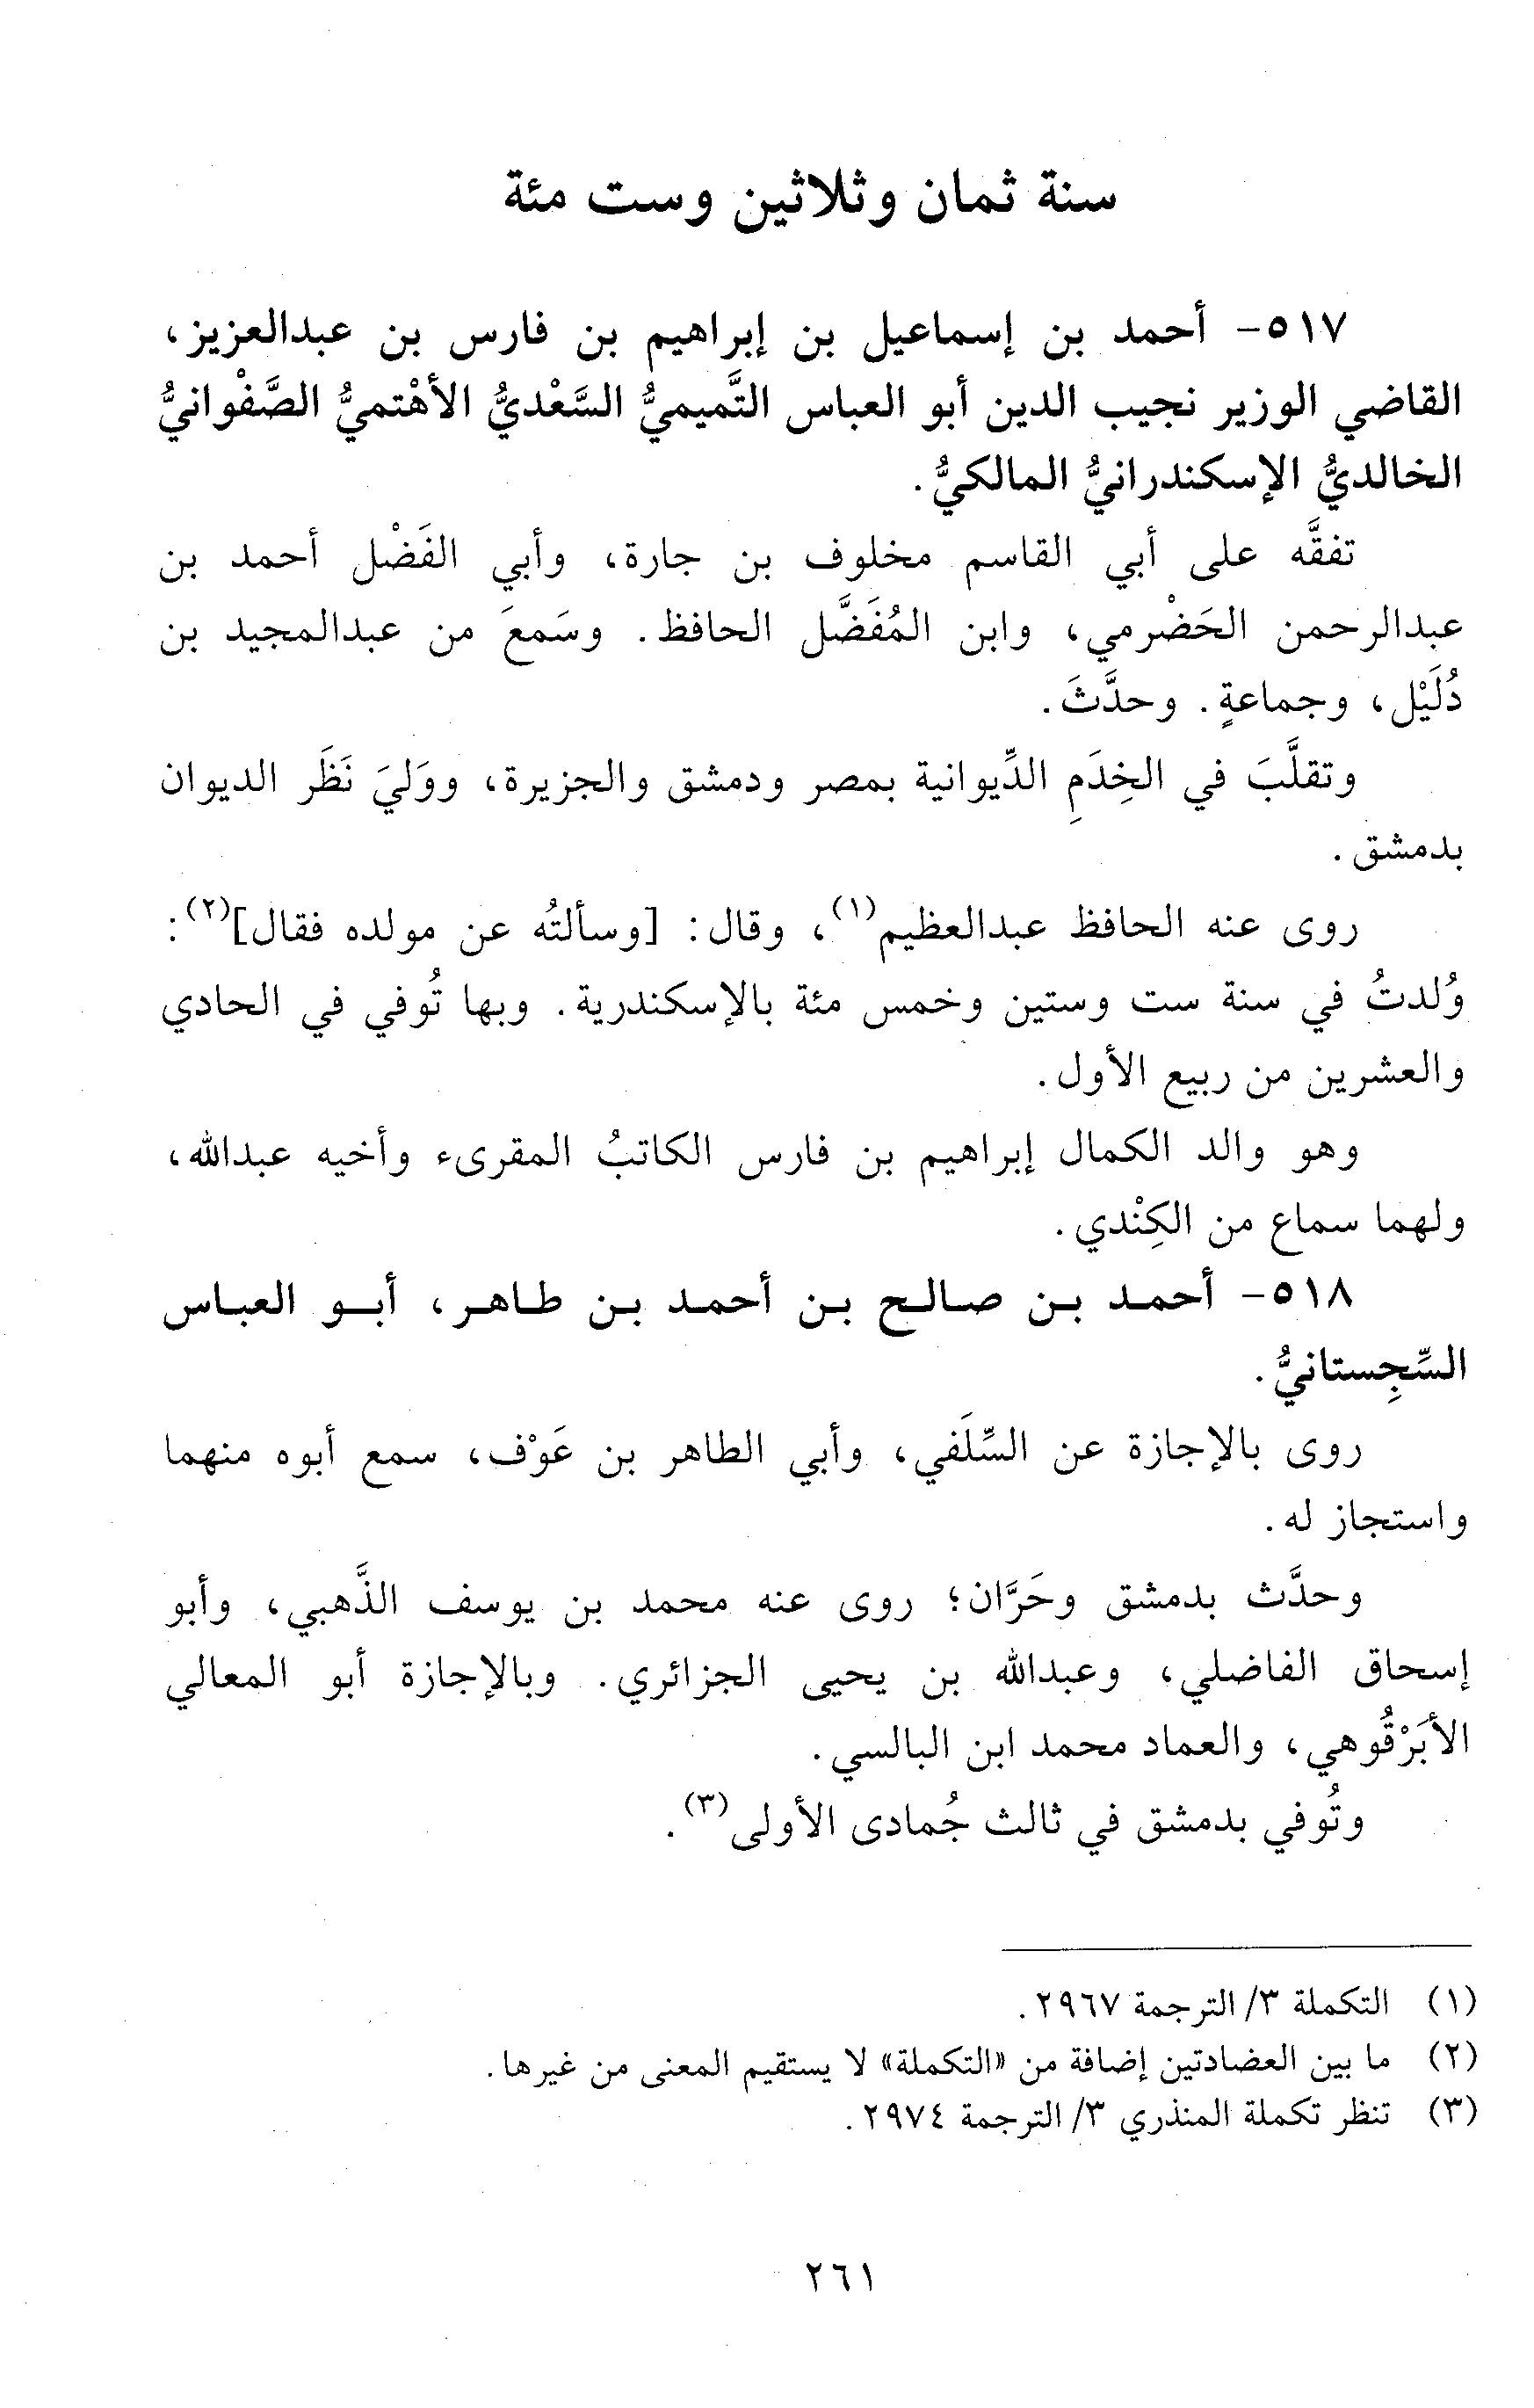 سنة ثمان وثلاثين وست مئة
٥١٧- أحمد بن إسماعيل بن إبراهيم بن فارس بن عبدالعزيز،
القاضي الوزير نجيب الدين أبو العباس التَّميميُّ السَّعْديُّ الأهْتميُّ الصَّفْوانيُّ
الخالديُّ الإسكندرانيُّ المالكيُّ.
تفقَّه على أبي القاسم مخلوف بن جارة، وأبي الفَضْل أحمد بن
عبدالرحمن الحَضْرمي، وابن المُفَضَّل الحافظ. وسَمعَ من عبدالمجيد بن
دُلَيْل، وجماعةٍ. وحدَّثَ.
وتقلَّبَ في الخِدَمِ الدِّيوانية بمصر ودمشق والجزيرة، ووَليَ نَظَر الديوان
بدمشق.
روى عنه الحافظ عبدالعظيم(١)، وقال: [وسألتُه عن مولده فقال](٢):
وُلدتُ في سنة ست وستين وخمس مئة بالإسكندرية. وبها تُوفي في الحادي
والعشرين من ربيع الأول.
وهو والد الكمال إبراهيم بن فارس الكاتبُ المقرىء وأخيه عبدالله،
ولهما سماع من الكِنْدي.
٥١٨- أحمد بن صالح بن أحمد بن طاهر، أبو العباس
السِّجِستانيُّ.
روى بالإجازة عن السِّلَفي، وأبي الطاهر بن عَوْف، سمع أبوه منهما
واستجاز له.
وحدَّث بدمشق وحَرَّان؛ روى عنه محمد بن يوسف الذَّهبي، وأبو
إسحاق الفاضلي، وعبدالله بن يحيى الجزائري. وبالإجازة أبو المعالي
الأبَرْقُوهي، والعماد محمد ابن البالسي.
وتُوفي بدمشق في ثالث جُمادى الأولى(٣).
(١) التكملة ٣/ الترجمة ٢٩٦٧.
(٢) ما بين العضادتين إضافة من «التكملة» لا يستقيم المعنى من غيرها.
(٣) تنظر تكملة المنذري ٣/ الترجمة ٢٩٧٤.
٢٦١